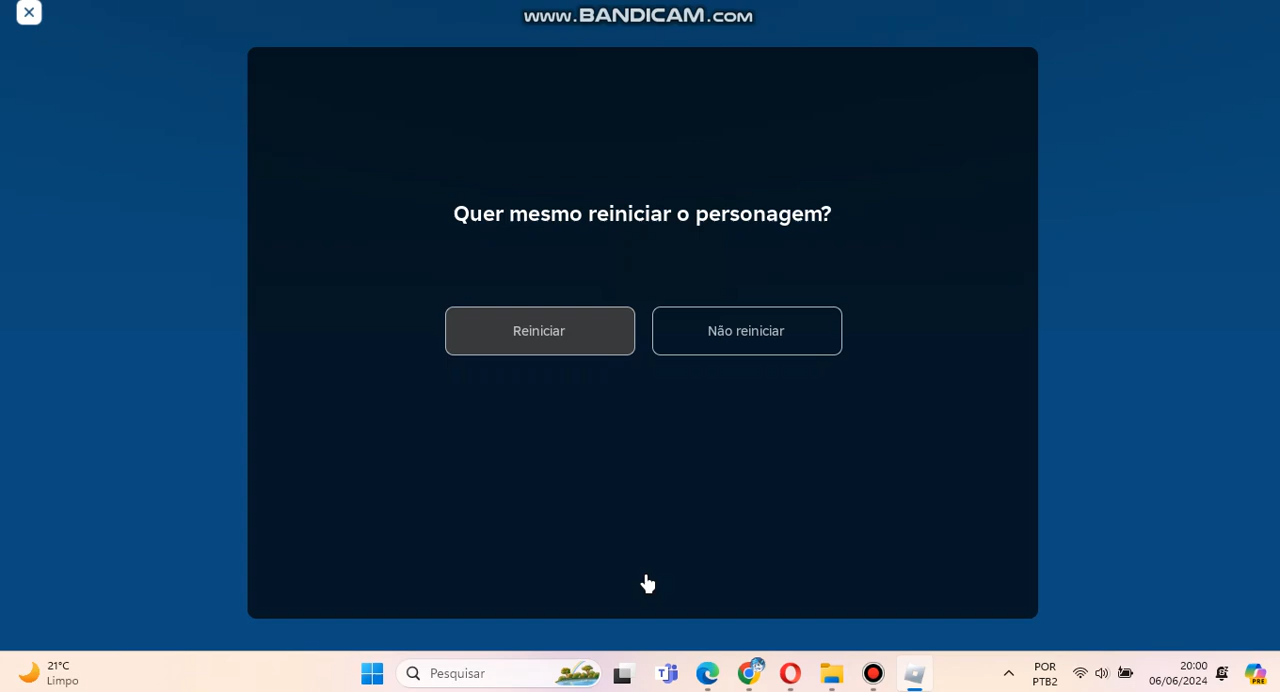 www.BANDICAM.com
Quer mesmo reiniciar o personagem?
Reiniciar
Não reiniciar
21°C
Limpo
Pesquisar
POR
PTB2
20:00
06/06/2024
PRE